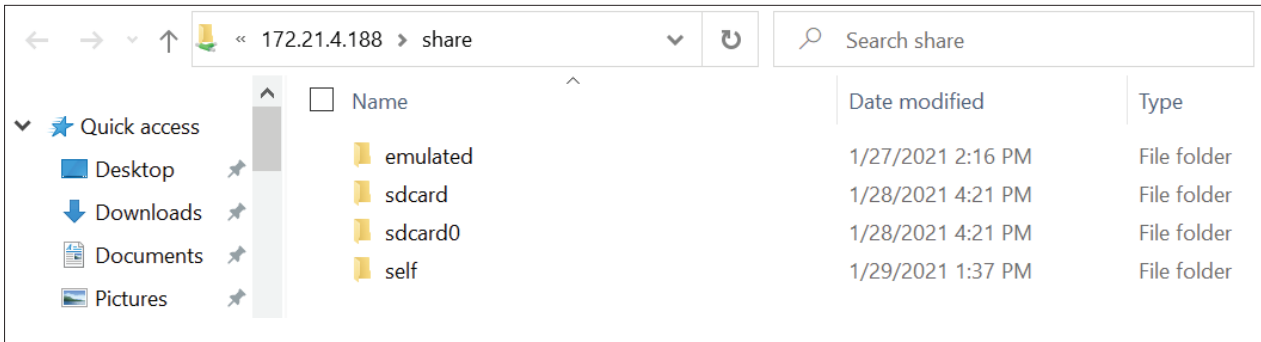 « 172.21.4.188 > share
Search share
Quick access
Desktop
Downloads
Documents
Pictures
Name Date modified Type
emulated 1/27/2021 2:16 PM File folder
sdcard 1/28/2021 4:21 PM File folder
sdcard0 1/28/2021 4:21 PM File folder
self 1/29/2021 1:37 PM File folder